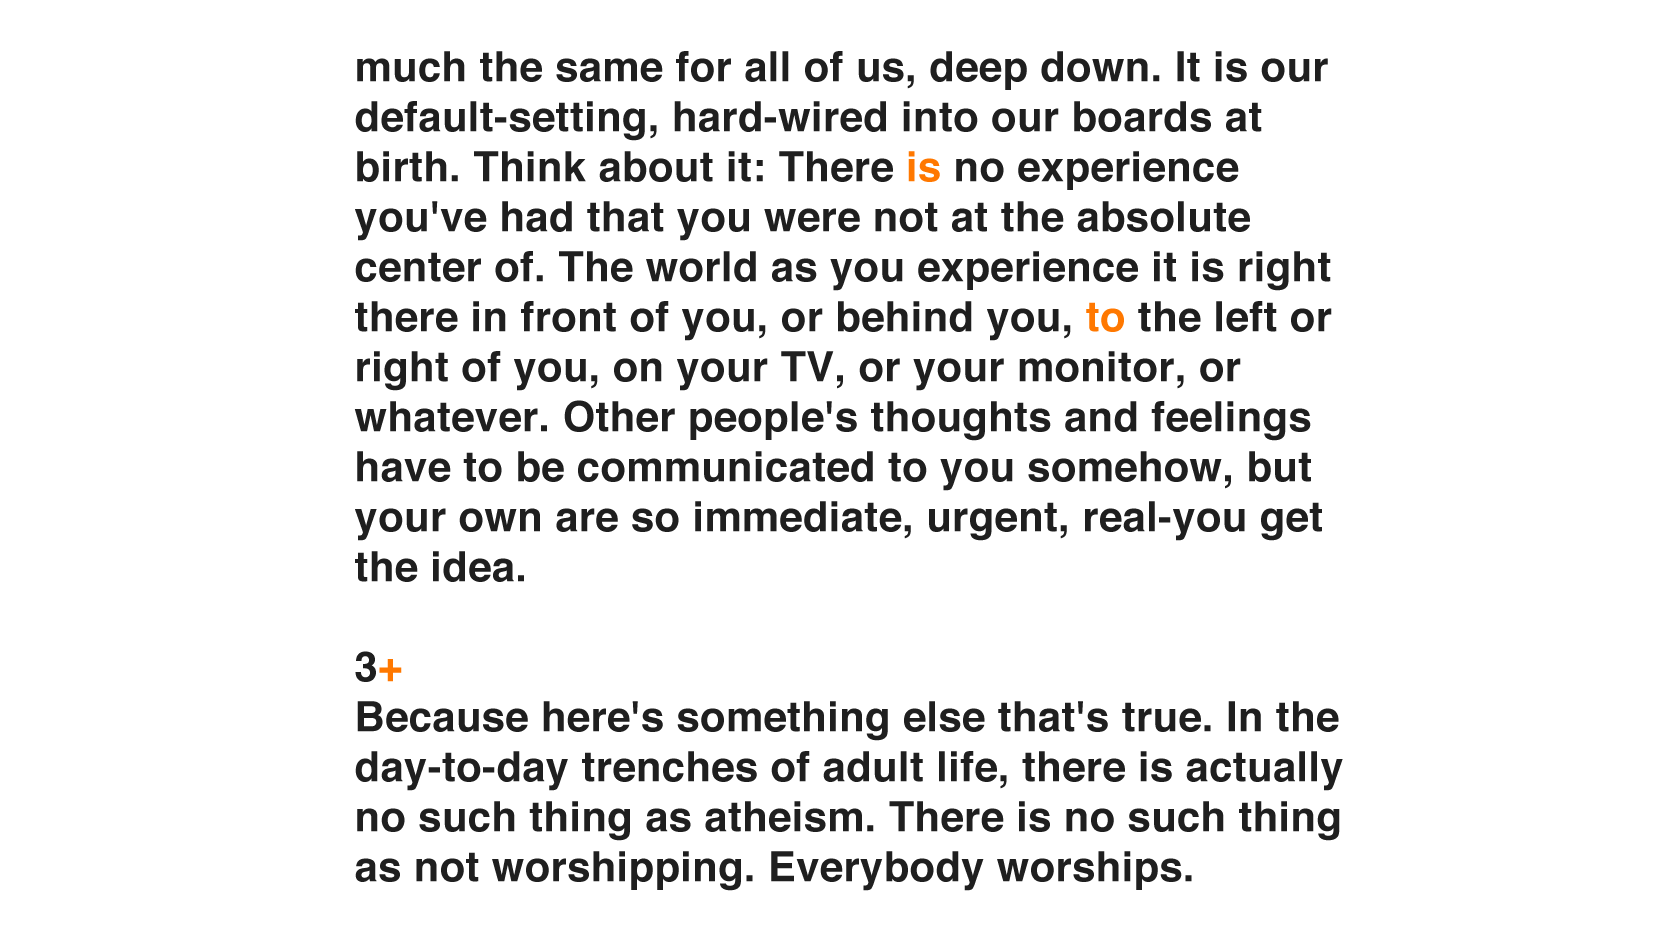 much the same for all of us, deep down. It is our
default-setting, hard-wired into our boards at
birth. Think about it: There is no experience
you've had that you were not at the absolute
center of. The world as you experience it is right
there in front of you, or behind you, to the left or
right of you, on your TV, or your monitor, or
whatever. Other people's thoughts and feelings
have to be communicated to you somehow, but
your own are so immediate, urgent, real-you get
the idea.
3+
Because here's something else that's true. In the
day-to-day trenches of adult life, there is actually
no such thing as atheism. There is no such thing
as not worshipping. Everybody worships.